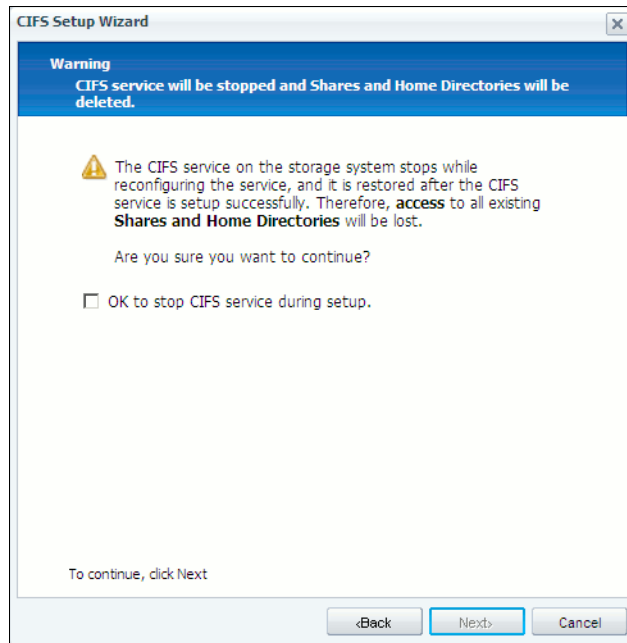 CIFS Setup Wizard
Warning
CIFS service will be stopped and Shares and Home Directories will be
deleted.
The CIFS service on the storage system stops while
reconfiguring the service, and it is restored after the CIFS
service is setup successfully. Therefore, access to all existing
Shares and Home Directories will be lost.
Are you sure you want to continue?
OK to stop CIFS service during setup.
To continue, click Next
<Back Next> Cancel